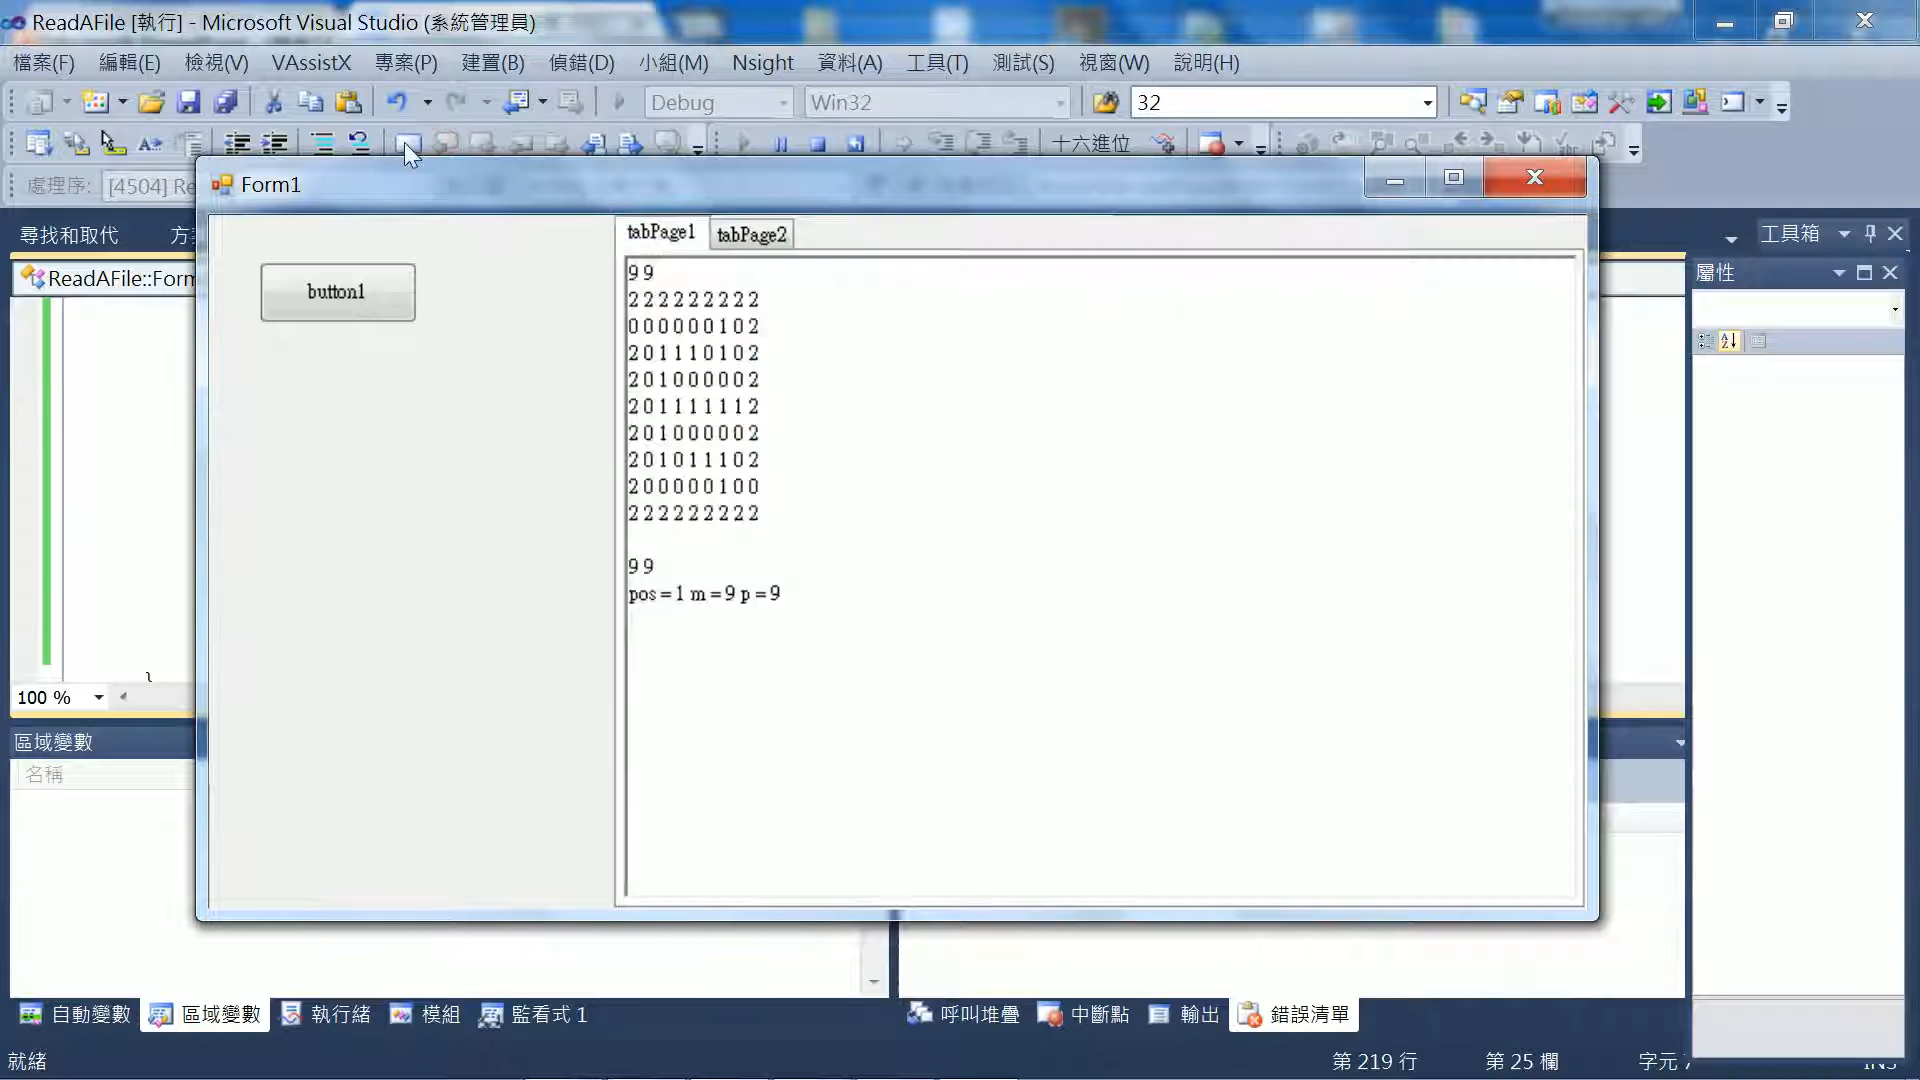 ReadAFile [執行] - Microsoft Visual Studio (系統管理員)
檔案(F) 編輯(E) 檢視(V) VAssistX 專案(P) 建置(B) 偵錯(D) 小組(M) Nsight 資料(A) 工具(T) 測試(S) 視窗(W) 說明(H)
Debug Win32 32
十六進位
處理序: [4504] Re
Form1
尋找和取代
工具箱
ReadAFile::Form
屬性
button1
tabPage1 tabPage2
9 9
2 2 2 2 2 2 2 2 2
0 0 0 0 0 0 1 0 2
2 0 1 1 1 0 1 0 2
2 0 1 0 0 0 0 0 2
2 0 1 1 1 1 1 1 2
2 0 1 0 0 0 0 0 2
2 0 1 0 1 1 1 0 2
2 0 0 0 0 0 1 0 0
2 2 2 2 2 2 2 2 2
9 9
pos = 1 m = 9 p = 9
}
100 %
區域變數
名稱
自動變數 區域變數 執行緒 模組 監看式 1
呼叫堆疊 中斷點 輸出 錯誤清單
就緒 第 219 行 第 25 欄 字元